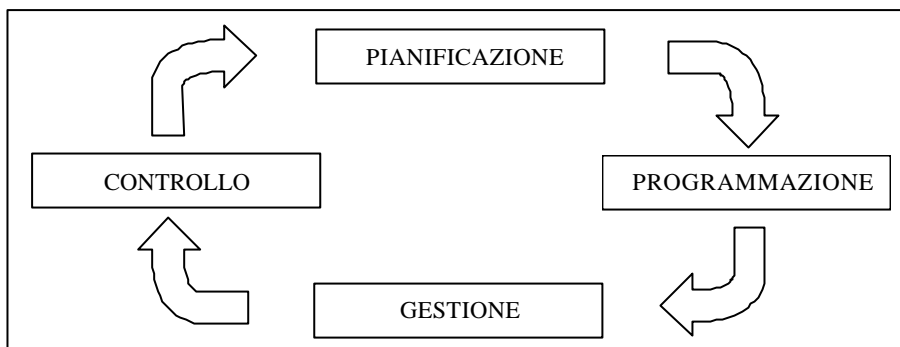 PIANIFICAZIONE
CONTROLLO
PROGRAMMAZIONE
GESTIONE